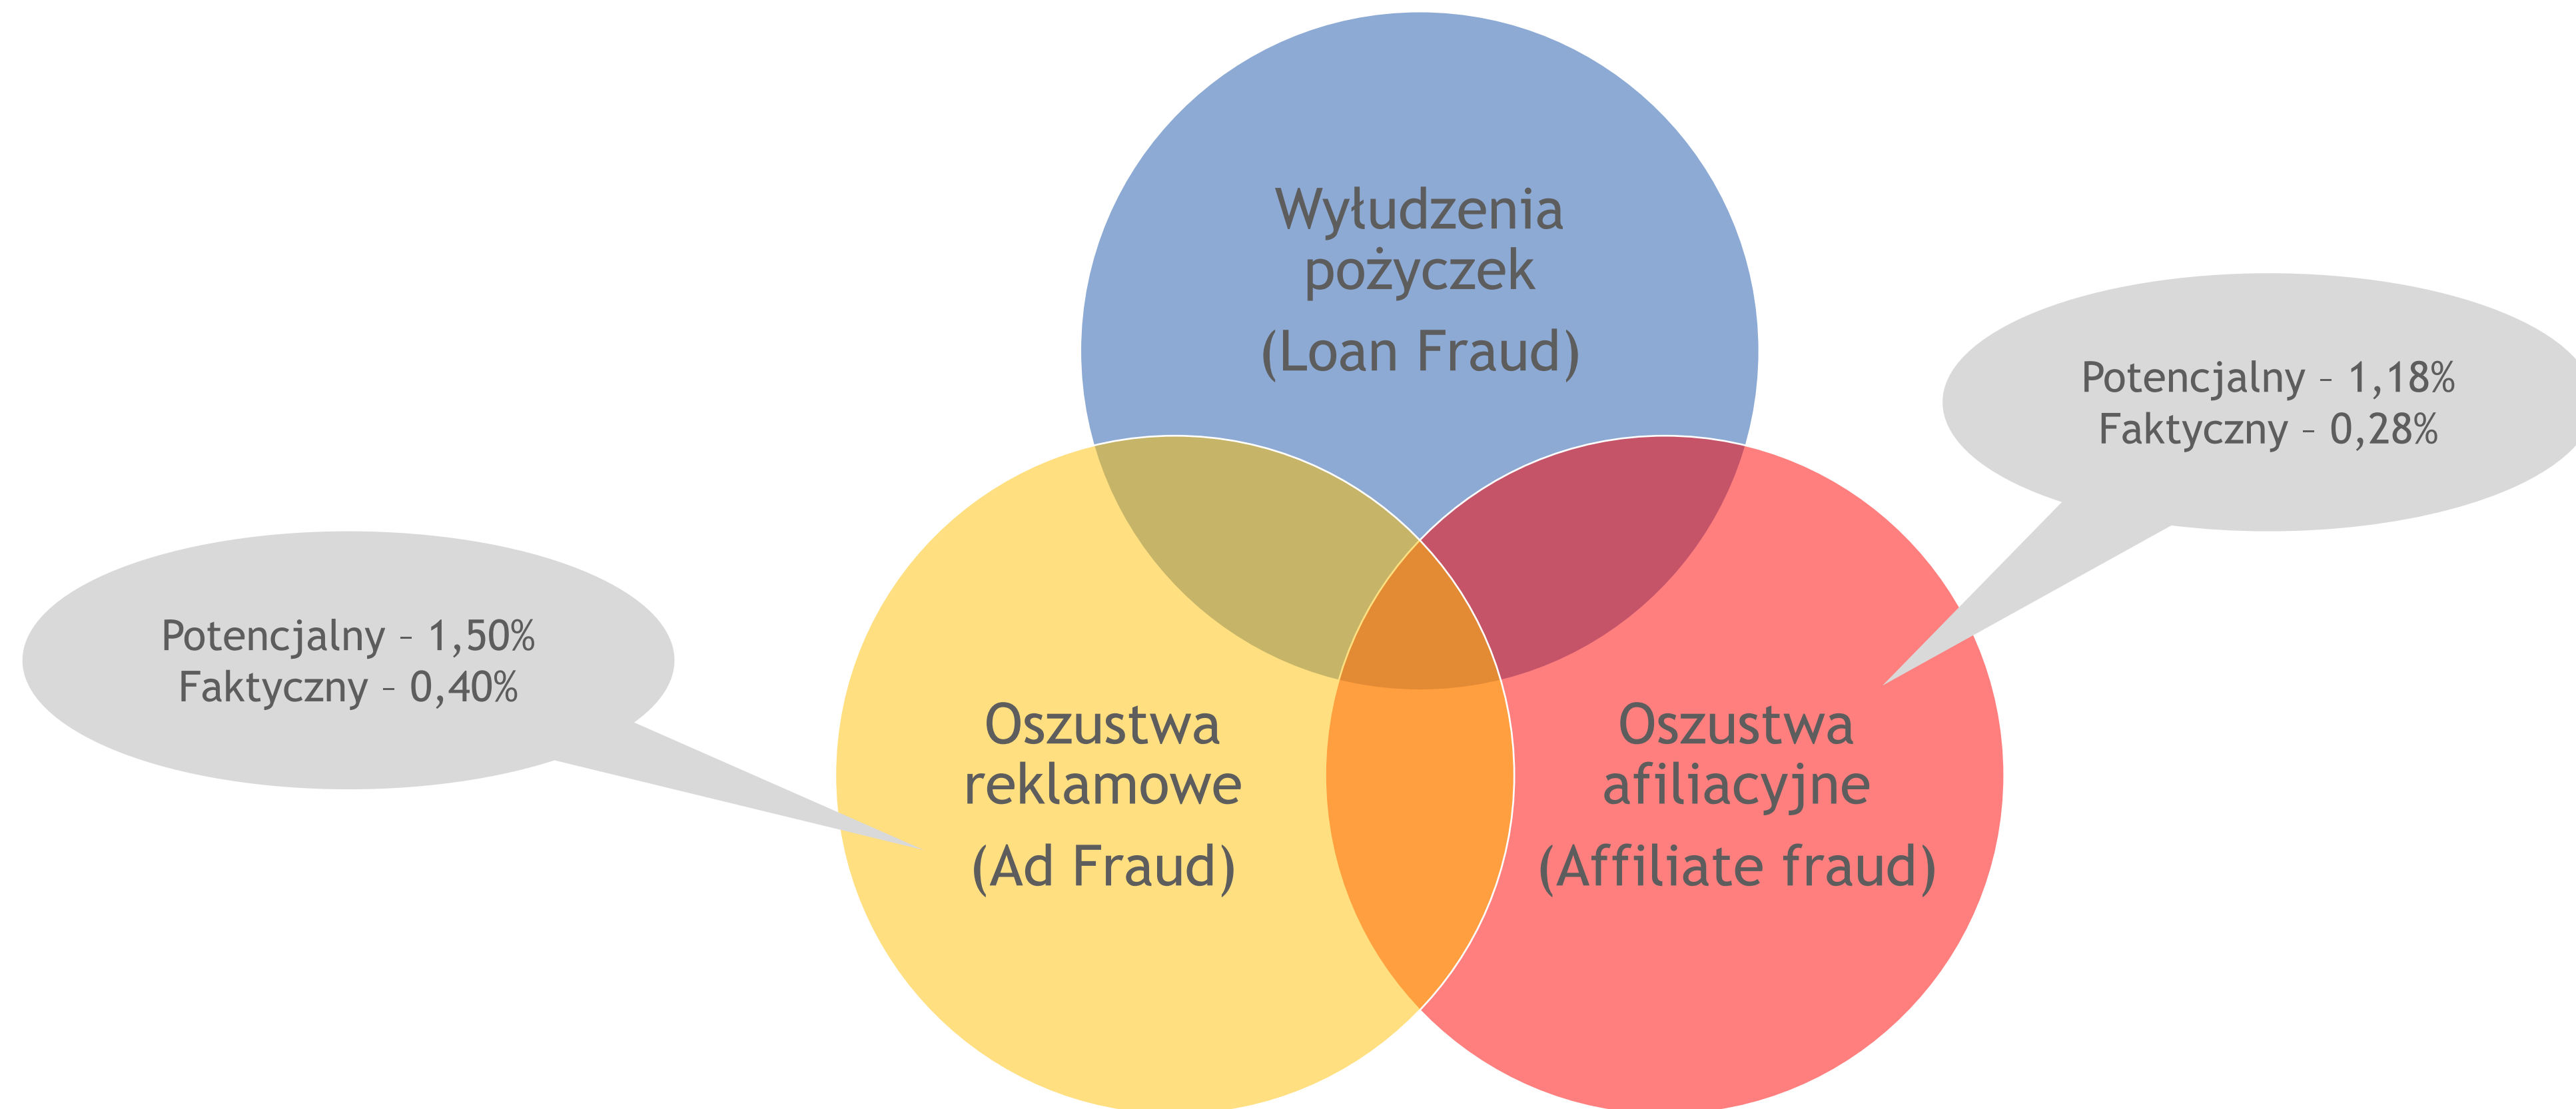 Wyłudzenia
pożyczek
(Loan Fraud)
Potencjalny – 1,18%
Faktyczny – 0,28%
Potencjalny – 1,50%
Faktyczny – 0,40%
Oszustwa
reklamowe
(Ad Fraud)
Oszustwa
afiliacyjne
(Affiliate fraud)